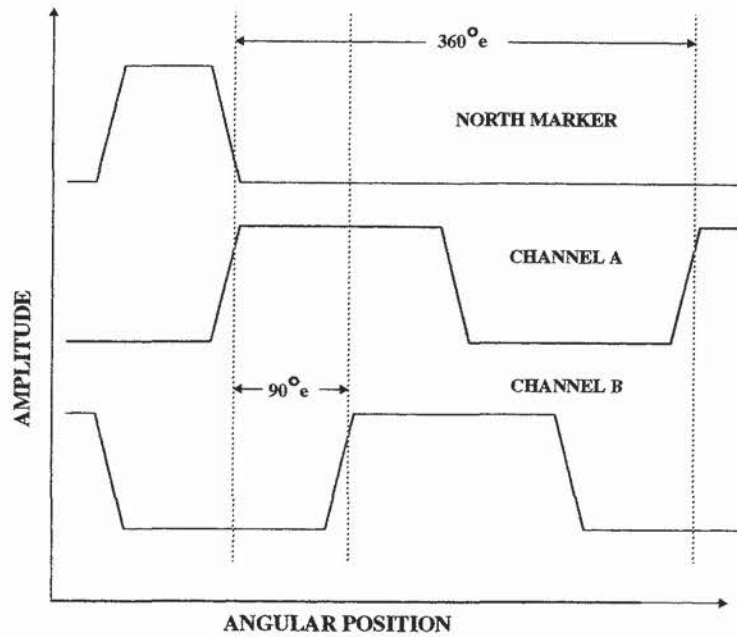 360°e
NORTH MARKER
CHANNEL A
AMPLITUDE
90°e
CHANNEL B
ANGULAR POSITION